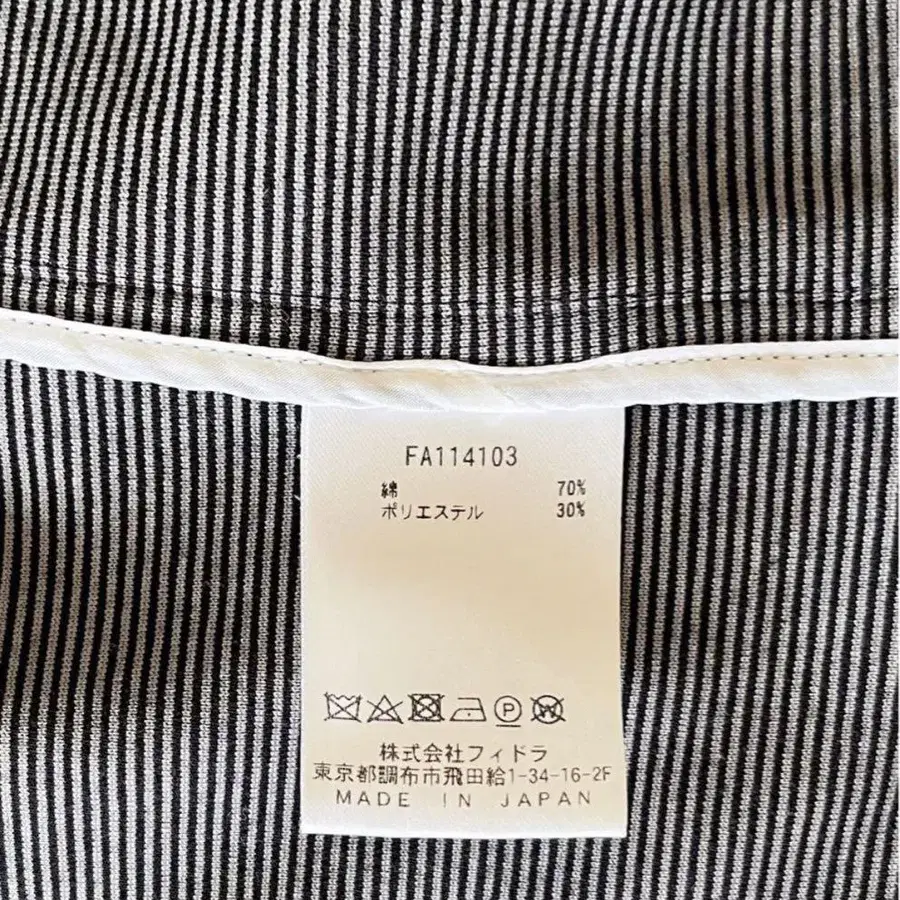 FA114103
綿 70%
ポリエステル 30%
株式会社フィドラ
東京都調布市飛田給1-34-16-2F
MADE IN JAPAN